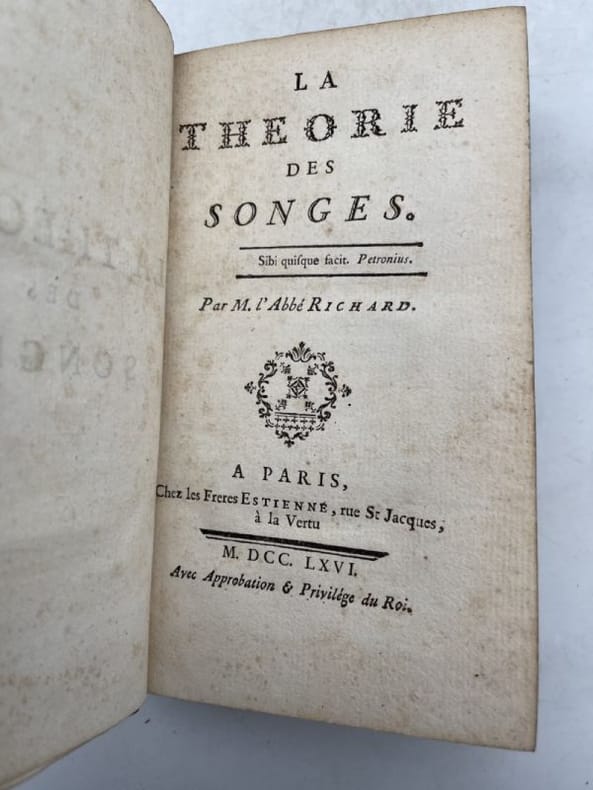 LA
THEORIE
DES
SONGES.
Sibi quiſque facit. Petronius.
Par M. l'Abbé RICHARD.
A PARIS,
Chez les Freres ESTIENNE, rue St Jacques,
à la Vertu
M. DCC. LXVI.
Avec Approbation & Privilége du Roi.